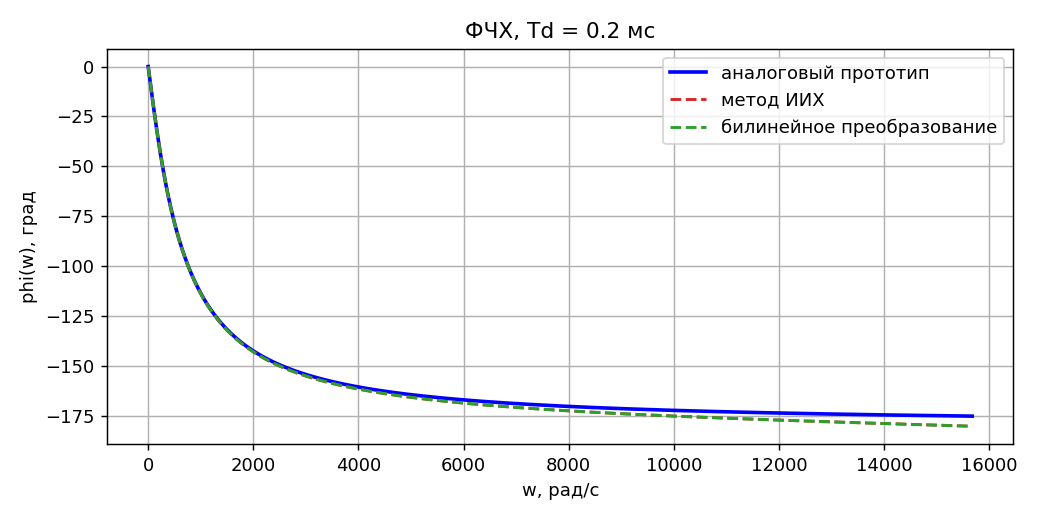 ФЧХ, Td = 0.2 мс
аналоговый прототип
метод ИИХ
билинейное преобразование
phi(w), град
0
−25
−50
−75
−100
−125
−150
−175
0 2000 4000 6000 8000 10000 12000 14000 16000
w, рад/с